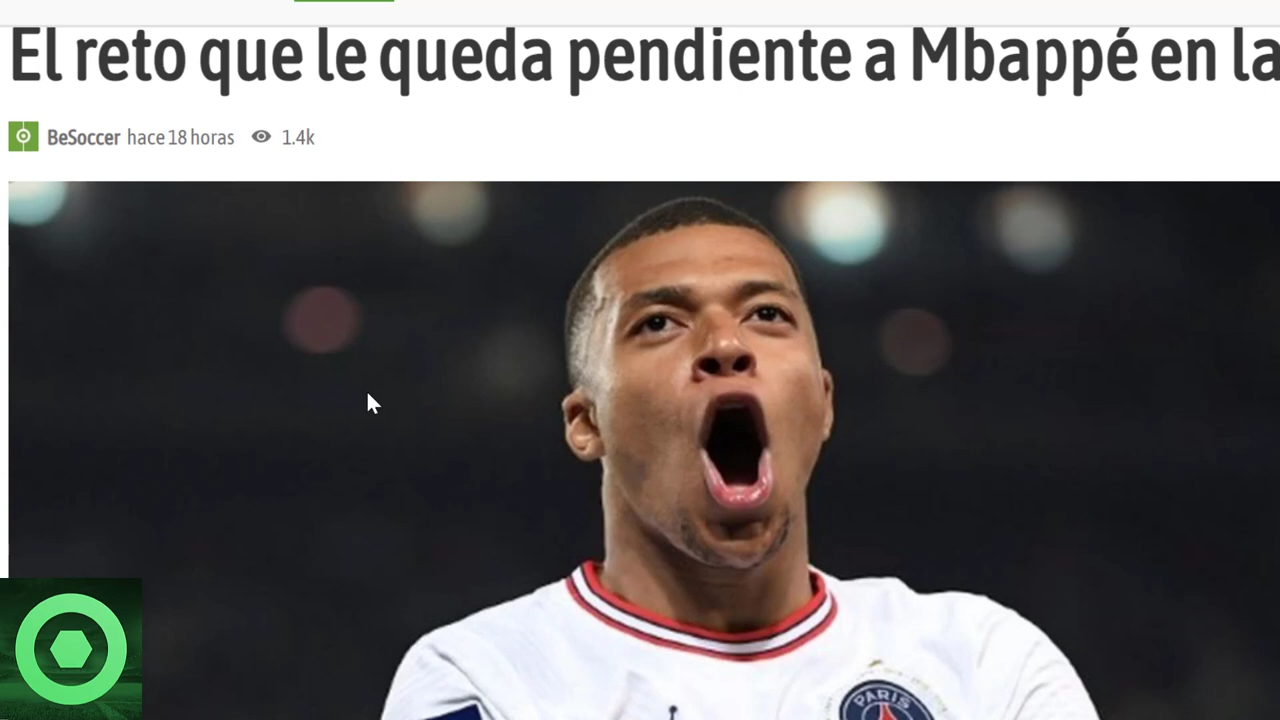 El reto que le queda pendiente a Mbappé en la
BeSoccer hace 18 horas 1.4k
PARIS